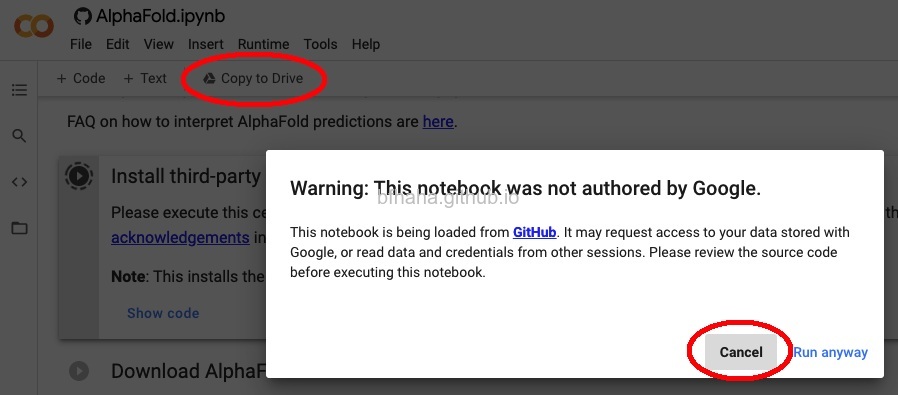 AlphaFold.ipynb
File Edit View Insert Runtime Tools Help
+ Code + Text Copy to Drive
FAQ on how to interpret AlphaFold predictions are here.
Install third-party
Please execute this ce
acknowledgements in
Note: This installs the
Show code
Download AlphaF
Warning: This notebook was not authored by Google.
binana.github.io
This notebook is being loaded from GitHub. It may request access to your data stored with
Google, or read data and credentials from other sessions. Please review the source code
before executing this notebook.
Cancel Run anyway